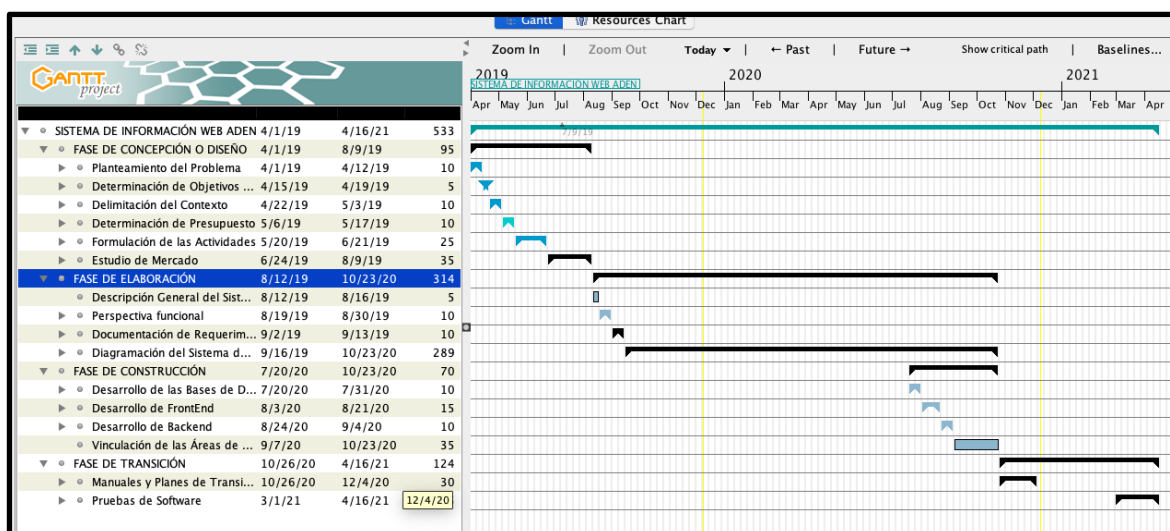 Gantt Resources Chart
Zoom In | Zoom Out Today ▾ | ← Past | Future → Show critical path | Baselines...
GANTT
project
2019 2020 2021
SISTEMA DE INFORMACIÓN WEB ADEN
Apr May Jun Jul Aug Sep Oct Nov Dec Jan Feb Mar Apr May Jun Jul Aug Sep Oct Nov Dec Jan Feb Mar Apr
SISTEMA DE INFORMACIÓN WEB ADEN 4/1/19 4/16/21 533
7/9/19
FASE DE CONCEPCIÓN O DISEÑO 4/1/19 8/9/19 95
Planteamiento del Problema 4/1/19 4/12/19 10
Determinación de Objetivos ... 4/15/19 4/19/19 5
Delimitación del Contexto 4/22/19 5/3/19 10
Determinación de Presupuesto 5/6/19 5/17/19 10
Formulación de las Actividades 5/20/19 6/21/19 25
Estudio de Mercado 6/24/19 8/9/19 35
FASE DE ELABORACIÓN 8/12/19 10/23/20 314
Descripción General del Sist... 8/12/19 8/16/19 5
Perspectiva funcional 8/19/19 8/30/19 10
Documentación de Requerim... 9/2/19 9/13/19 10
Diagramación del Sistema d... 9/16/19 10/23/20 289
FASE DE CONSTRUCCIÓN 7/20/20 10/23/20 70
Desarrollo de las Bases de D... 7/20/20 7/31/20 10
Desarrollo de FrontEnd 8/3/20 8/21/20 15
Desarrollo de Backend 8/24/20 9/4/20 10
Vinculación de las Áreas de ... 9/7/20 10/23/20 35
FASE DE TRANSICIÓN 10/26/20 4/16/21 124
Manuales y Planes de Transi... 10/26/20 12/4/20 30
Pruebas de Software 3/1/21 4/16/21 12/4/20